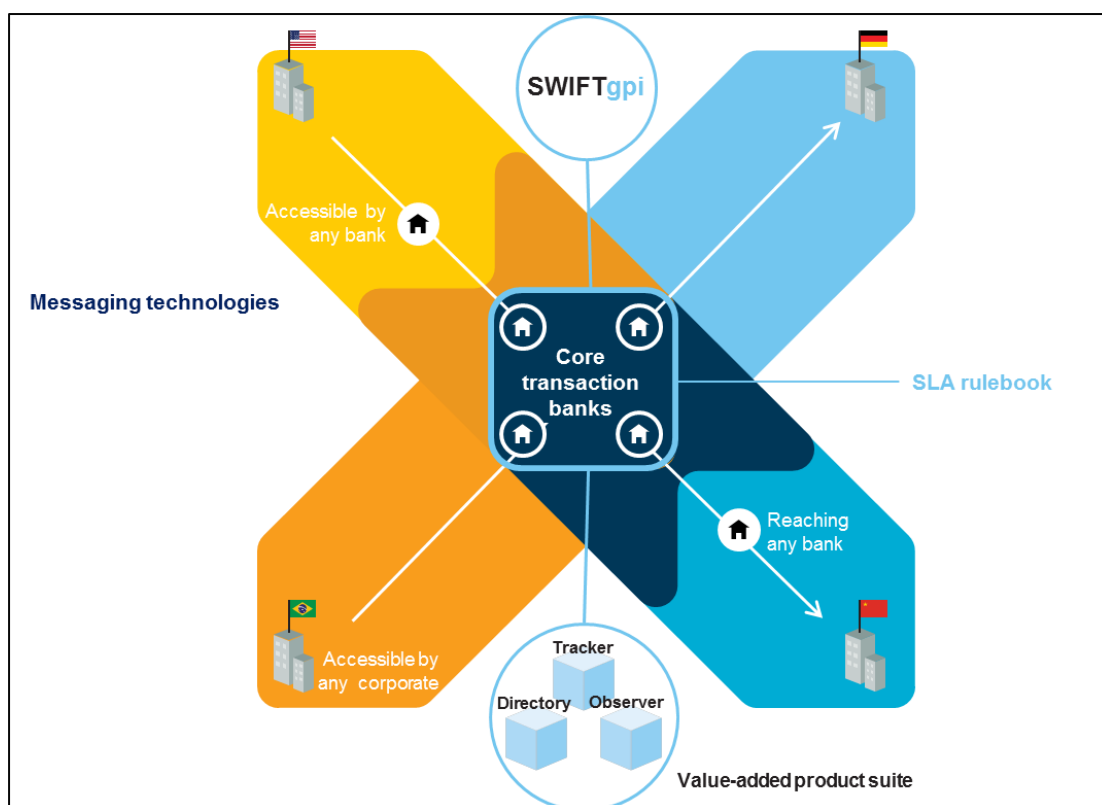 SWIFTgpi
Accessible by
any bank
Messaging technologies
Core
transaction
banks
SLA rulebook
Reaching
any bank
Accessible by
any corporate
Tracker
Directory
Observer
Value-added product suite